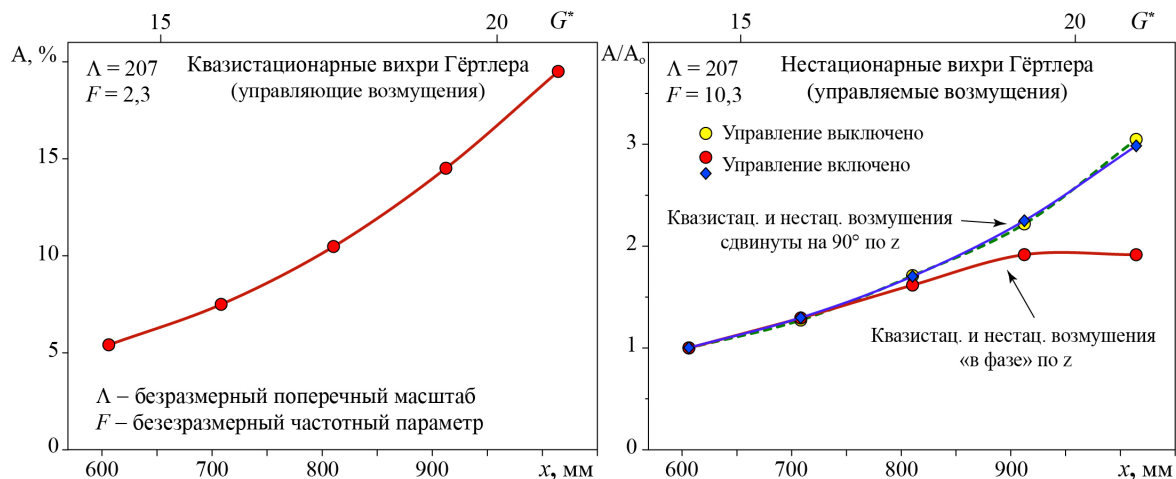 15 20 G*
A, %
Λ = 207
F = 2,3
Квазистационарные вихри Гёртлера
(управляющие возмущения)
15
10
5
0
Λ – безразмерный поперечный масштаб
F – безезразмерный частотный параметр
600 700 800 900 x, мм
15 20 G*
A/A₀
Λ = 207
F = 10,3
Нестационарные вихри Гёртлера
(управляемые возмущения)
Управление выключено
Управление включено
3
Квазистац. и нестац. возмушения
сдвинуты на 90° по z
2
Квазистац. и нестац. возмушения
«в фазе» по z
1
0
600 700 800 900 x, мм